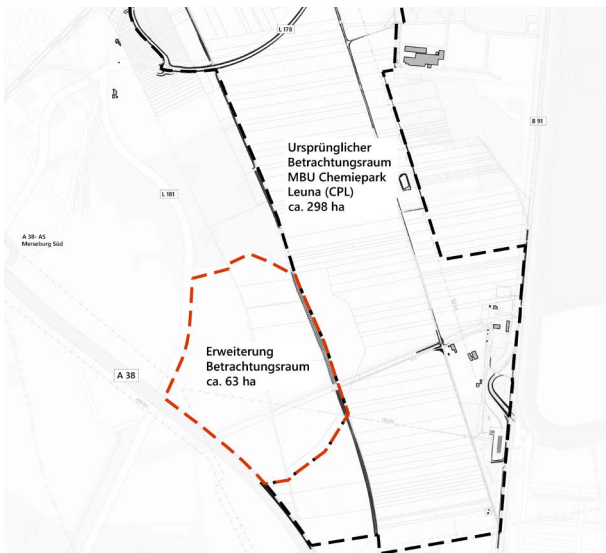 L 178
B 91
Ursprünglicher
Betrachtungsraum
MBU Chemiepark
Leuna (CPL)
ca. 298 ha
L 181
A 38- AS
Merseburg Süd
Erweiterung
Betrachtungsraum
ca. 63 ha
A 38